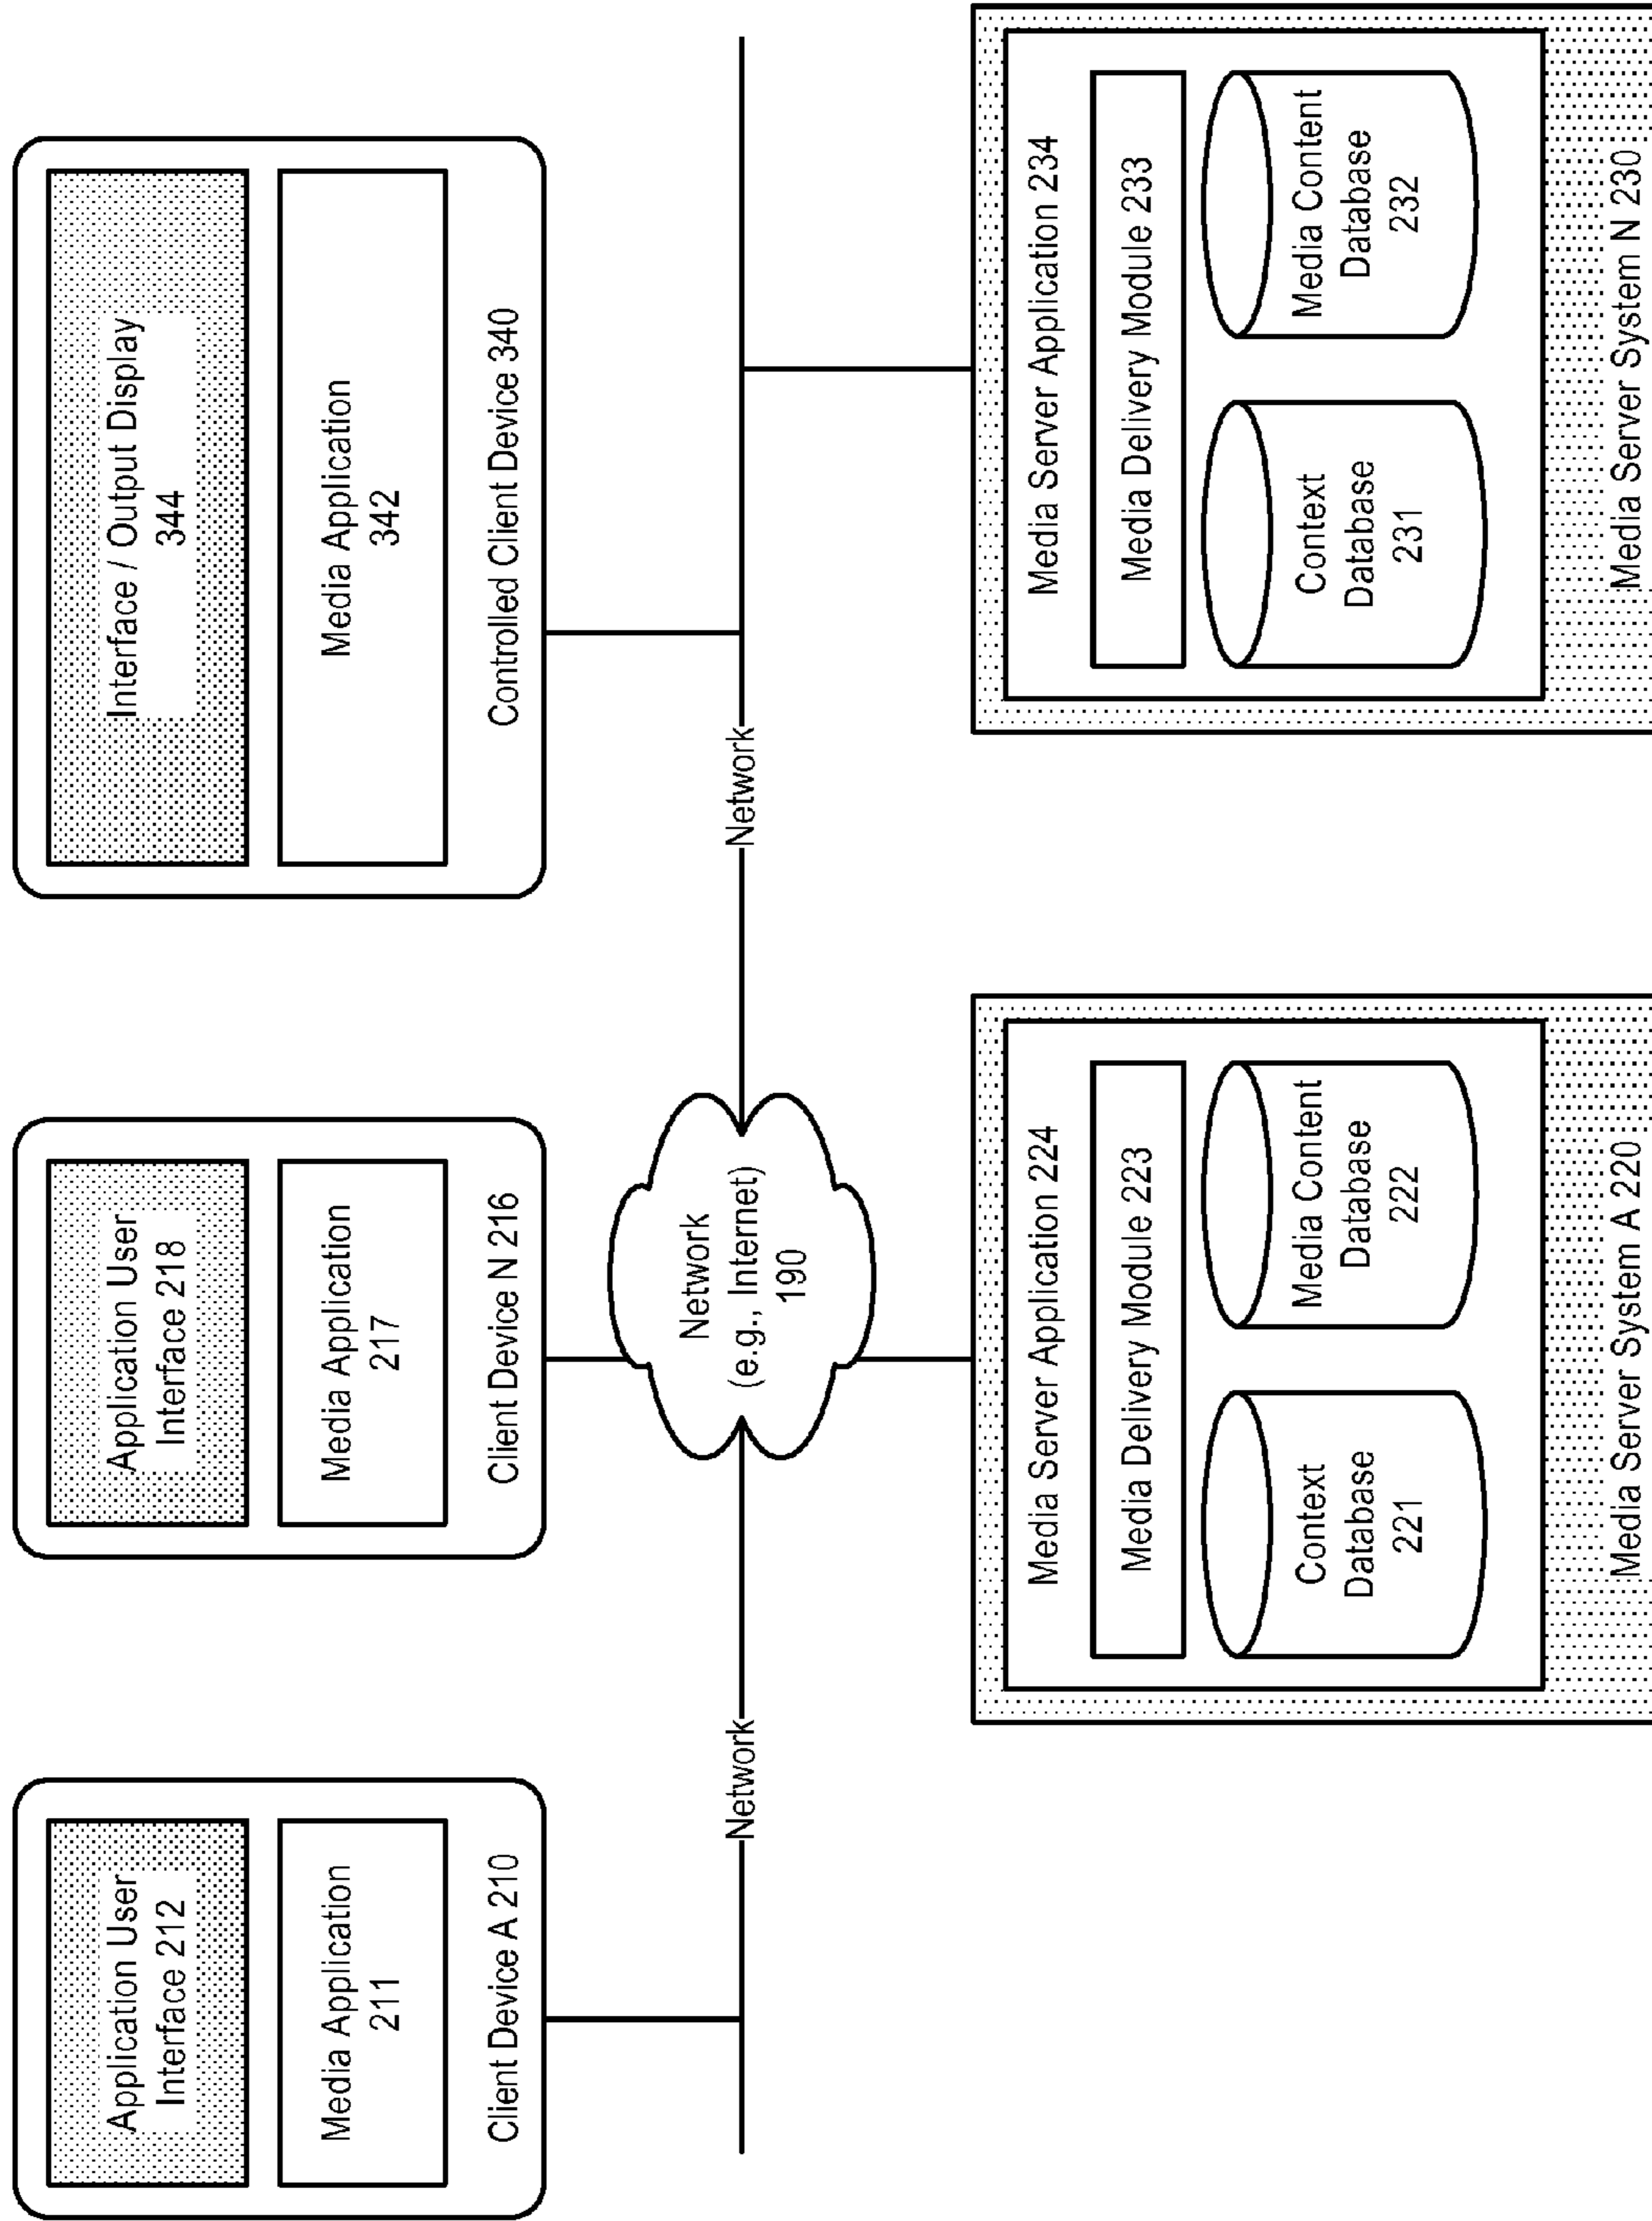 Application User
Interface 212
Media Application
211
Client Device A 210
Application User
Interface 218
Media Application
217
Client Device N 216
Interface / Output Display
344
Media Application
342
Controlled Client Device 340
Network
Network
(e.g., Internet)
190
Network
Media Server Application 224
Media Delivery Module 223
Context
Database
221
Media Content
Database
222
Media Server System A 220
Media Server Application 234
Media Delivery Module 233
Context
Database
231
Media Content
Database
232
Media Server System N 230